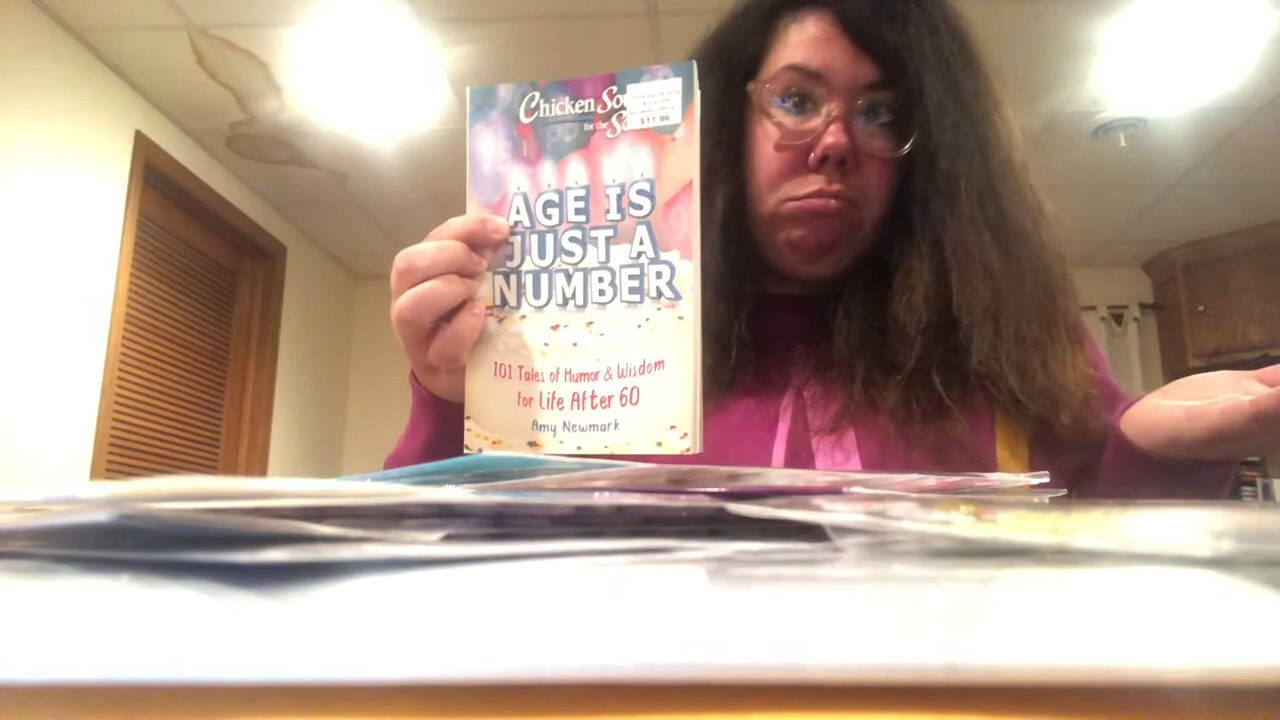 Chicken Sou
for the So
$11.96
AGE IS
JUST A
NUMBER
101 Tales of Humor & Wisdom
for Life After 60
Amy Newmark